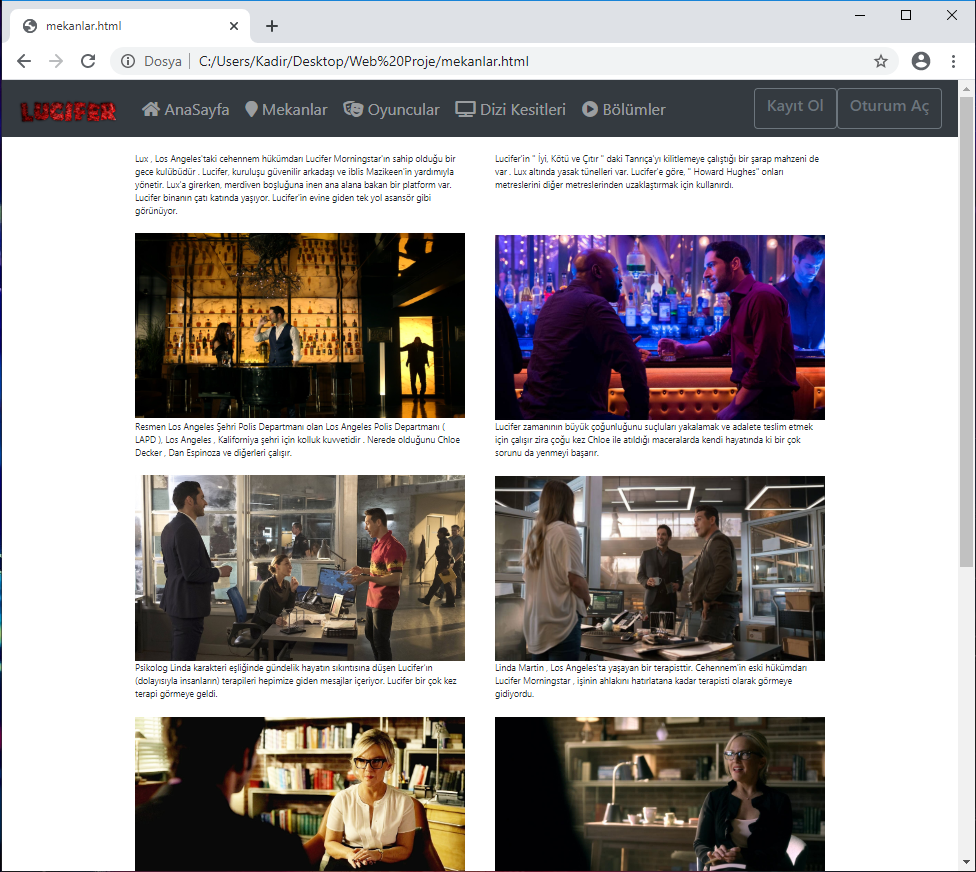 mekanlar.html
Dosya
C:/Users/Kadir/Desktop/Web%20Proje/mekanlar.html
LUCIFER
AnaSayfa
Mekanlar
Oyuncular
Dizi Kesitleri
Bölümler
Kayıt Ol
Oturum Aç
Lux , Los Angeles'taki cehennem hükümdarı Lucifer Morningstar'ın sahip olduğu bir
gece kulübüdür . Lucifer, kuruluşu güvenilir arkadaşı ve iblis Mazikeen'in yardımıyla
yönetir. Lux'a girerken, merdiven boşluğuna inen ana alana bakan bir platform var.
Lucifer binanın çatı katında yaşıyor. Lucifer'in evine giden tek yol asansör gibi
görünüyor.
Lucifer'in " İyi, Kötü ve Çıtır " daki Tanrıça'yı kilitlemeye çalıştığı bir şarap mahzeni de
var . Lux altında yasak tünelleri var. Lucifer'e göre, " Howard Hughes" onları
metreslerini diğer metreslerinden uzaklaştırmak için kullanırdı.
Resmen Los Angeles Şehri Polis Departmanı olan Los Angeles Polis Departmanı (
LAPD ), Los Angeles , Kaliforniya şehri için kolluk kuvvetidir . Nerede olduğunu Chloe
Decker , Dan Espinoza ve diğerleri çalışır.
Lucifer zamanının büyük çoğunluğunu suçluları yakalamak ve adalete teslim etmek
için çalışır zira çoğu kez Chloe ile atıldığı maceralarda kendi hayatında ki bir çok
sorunu da yenmeyi başarır.
Psikolog Linda karakteri eşliğinde gündelik hayatın sıkıntısına düşen Lucifer'ın
(dolayısıyla insanların) terapileri hepimize giden mesajlar içeriyor. Lucifer bir çok kez
terapi görmeye geldi.
Linda Martin , Los Angeles'ta yaşayan bir terapisttir. Cehennem'in eski hükümdarı
Lucifer Morningstar , işinin ahlakını hatırlatana kadar terapisti olarak görmeye
gidiyordu.